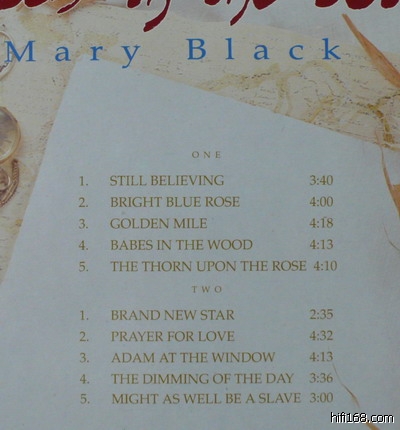 Mary Black
ONE
1. STILL BELIEVING 3:40
2. BRIGHT BLUE ROSE 4:00
3. GOLDEN MILE 4:18
4. BABES IN THE WOOD 4:13
5. THE THORN UPON THE ROSE 4:10
TWO
1. BRAND NEW STAR 2:35
2. PRAYER FOR LOVE 4:32
3. ADAM AT THE WINDOW 4:13
4. THE DIMMING OF THE DAY 3:36
5. MIGHT AS WELL BE A SLAVE 3:00
hifi168.com